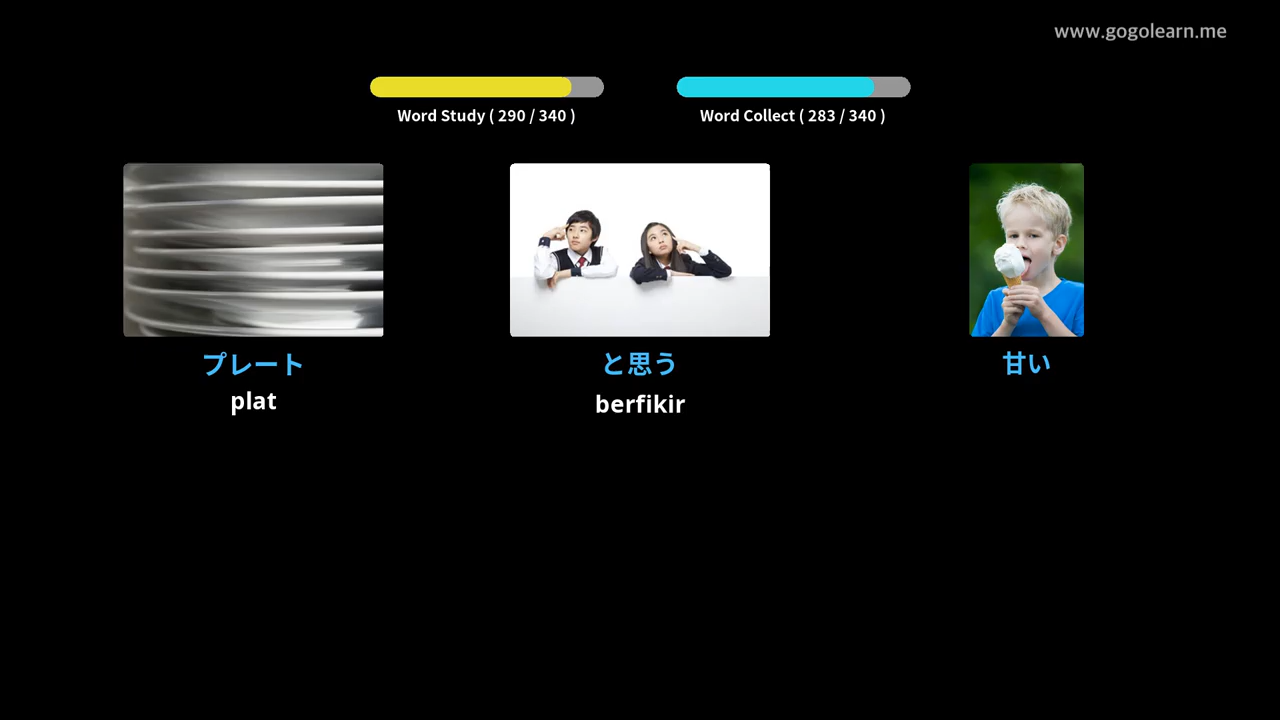 www.gogolearn.me
Word Study ( 290 / 340 )
Word Collect ( 283 / 340 )
プレート
と思う
甘い
plat
berfikir